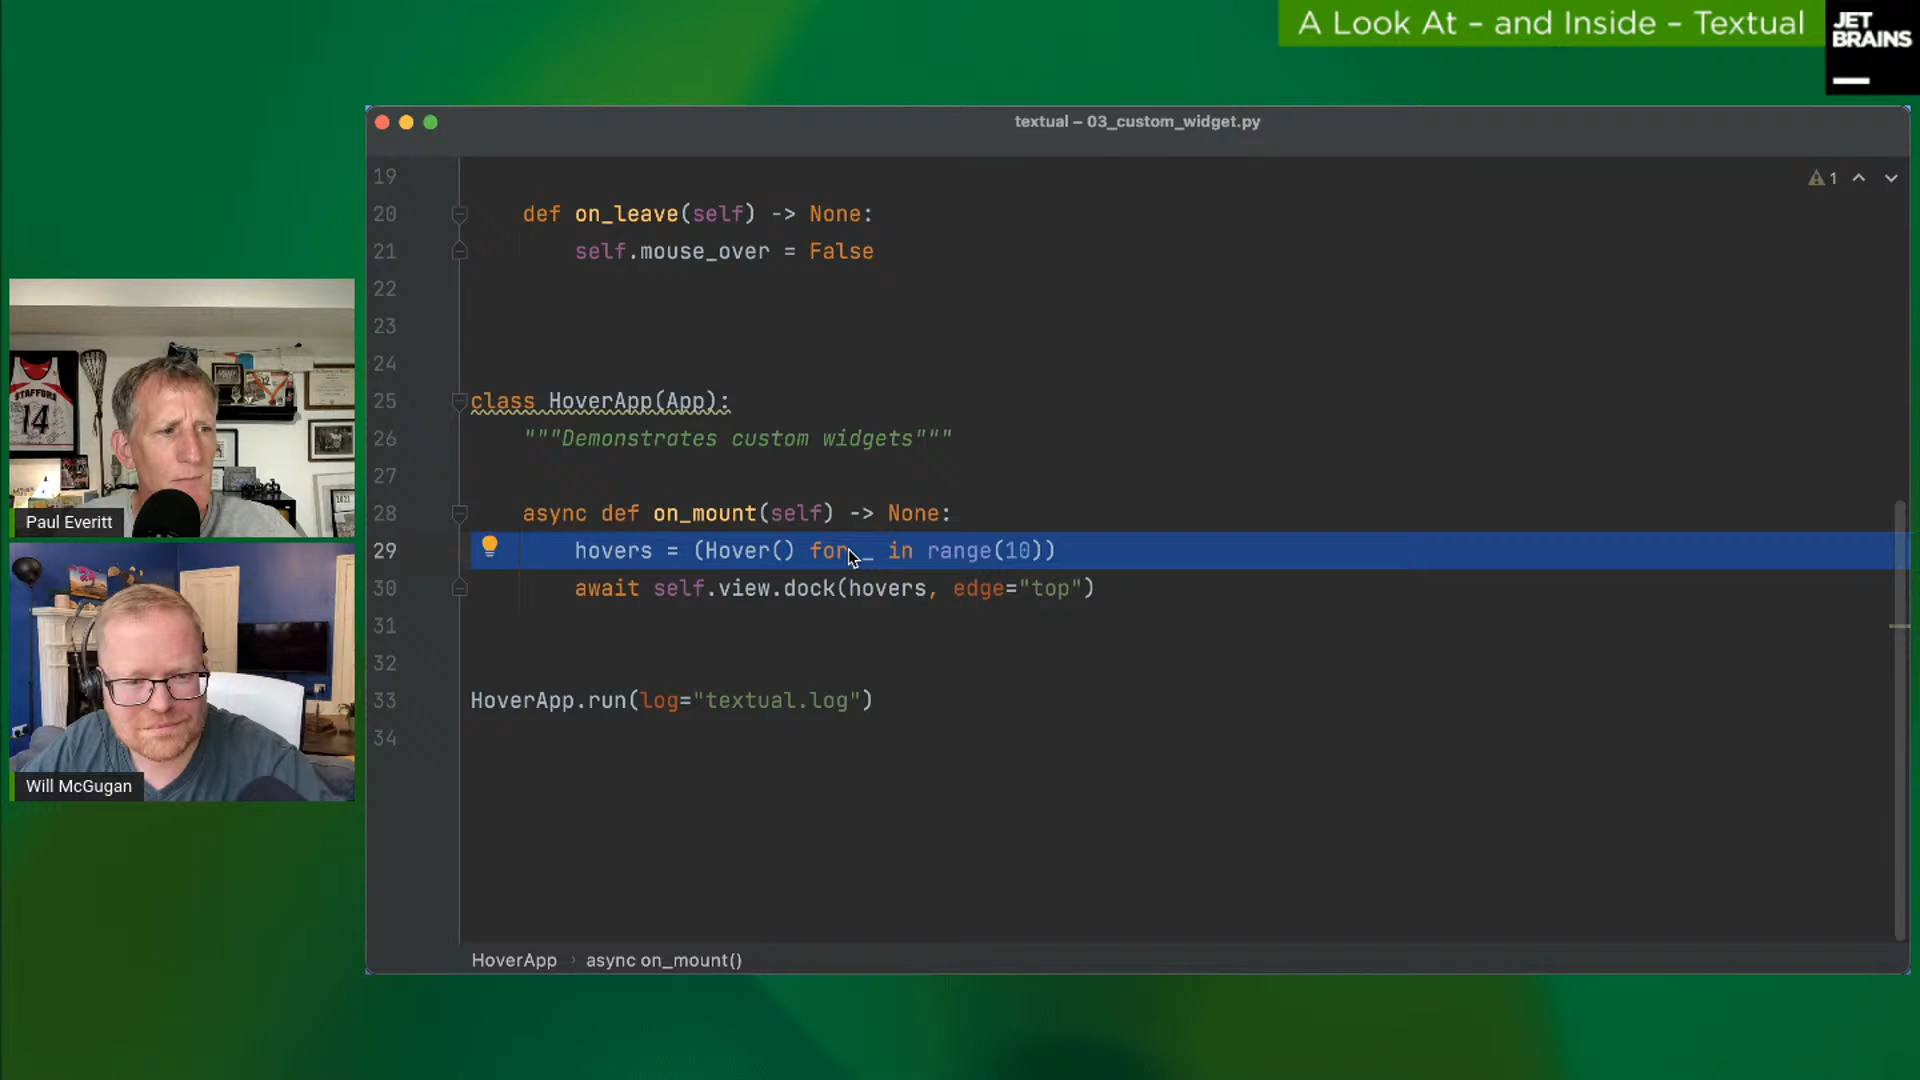 A Look At – and Inside – Textual
JET
BRAINS
textual – 03_custom_widget.py
19
1
20 def on_leave(self) -> None:
21 self.mouse_over = False
22
23
24
25 class HoverApp(App):
26 """Demonstrates custom widgets"""
27
28 async def on_mount(self) -> None:
29 hovers = (Hover() for _ in range(10))
30 await self.view.dock(hovers, edge="top")
31
32
33 HoverApp.run(log="textual.log")
34
HoverApp › async on_mount()
STAFFORD
14
Paul Everitt
Will McGugan